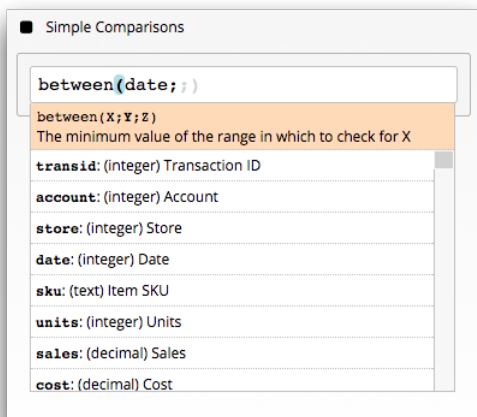 Simple Comparisons
between(date;;)
between(X;Y;Z)
The minimum value of the range in which to check for X
transid: (integer) Transaction ID
account: (integer) Account
store: (integer) Store
date: (integer) Date
sku: (text) Item SKU
units: (integer) Units
sales: (decimal) Sales
cost: (decimal) Cost